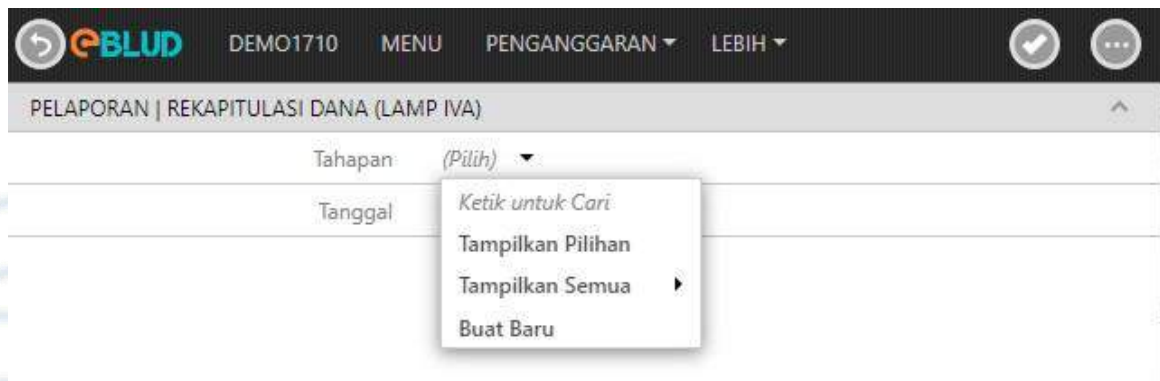 eBLUD DEMO1710 MENU PENGANGGARAN LEBIH
PELAPORAN | REKAPITULASI DANA (LAMP IVA)
Tahapan (Pilih)
Tanggal
Ketik untuk Cari
Tampilkan Pilihan
Tampilkan Semua
Buat Baru